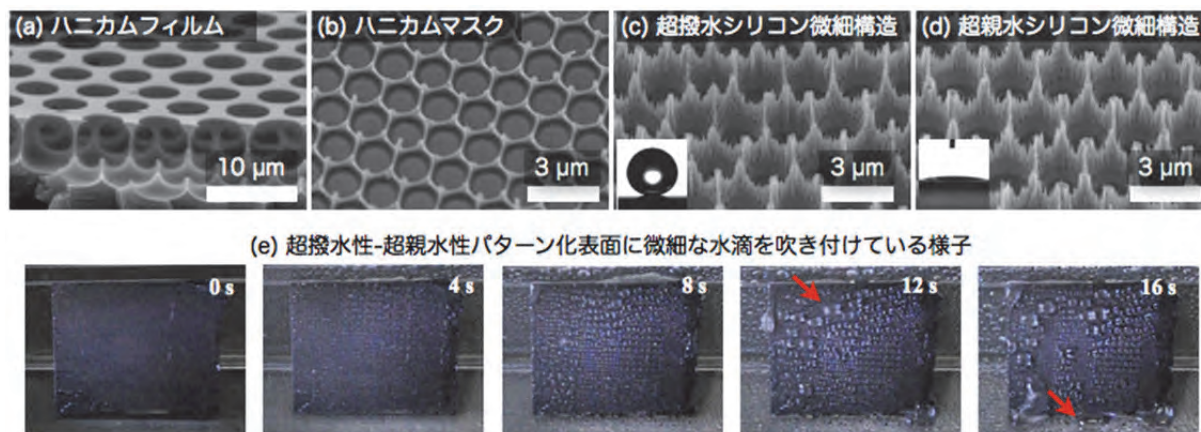 (a) ハニカムフィルム
(b) ハニカムマスク
(c) 超撥水シリコン微細構造
(d) 超親水シリコン微細構造
10 μm
3 μm
3 μm
3 μm
(e) 超撥水性-超親水性パターン化表面に微細な水滴を吹き付けている様子
0 s
4 s
8 s
12 s
16 s